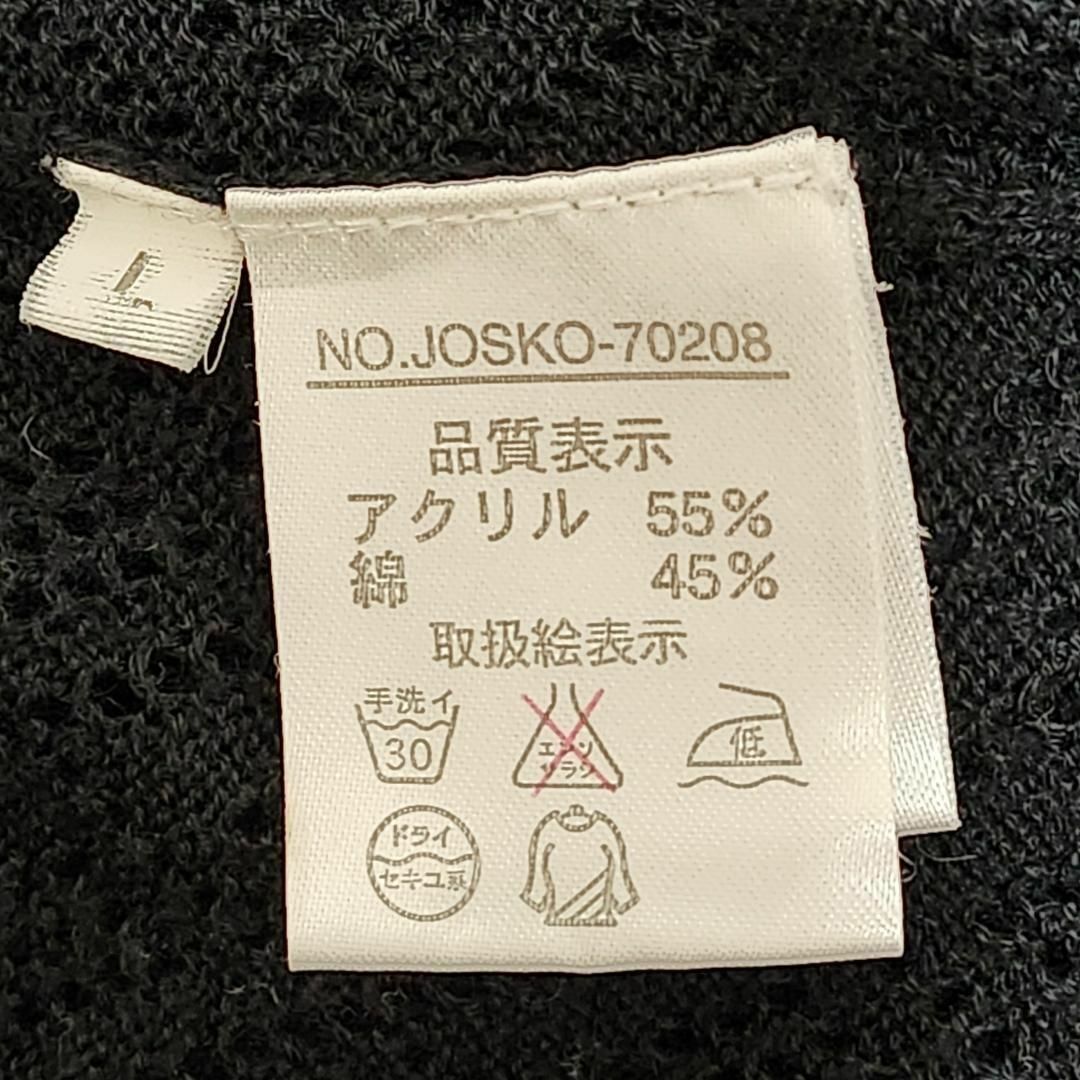 L
NO.JOSKO-70208
品質表示
アクリル 55%
綿 45%
取扱絵表示
手洗イ
30
エンソ
サラシ
低
ドライ
セキユ系